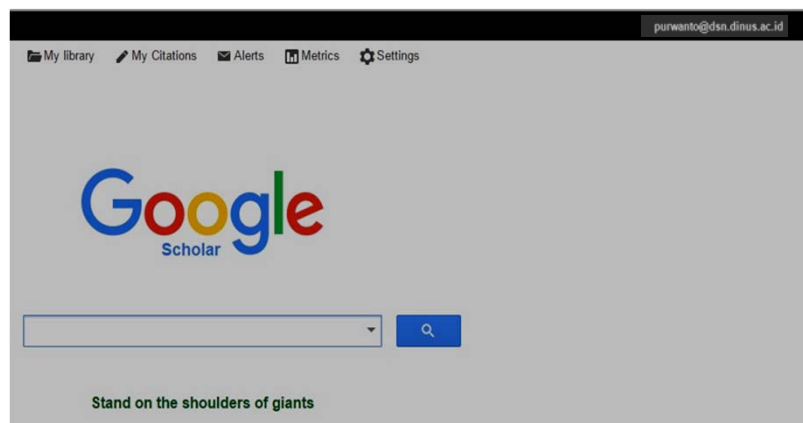 purwanto@dsn.dinus.ac.id
My library My Citations Alerts Metrics Settings
Google
Scholar
Stand on the shoulders of giants